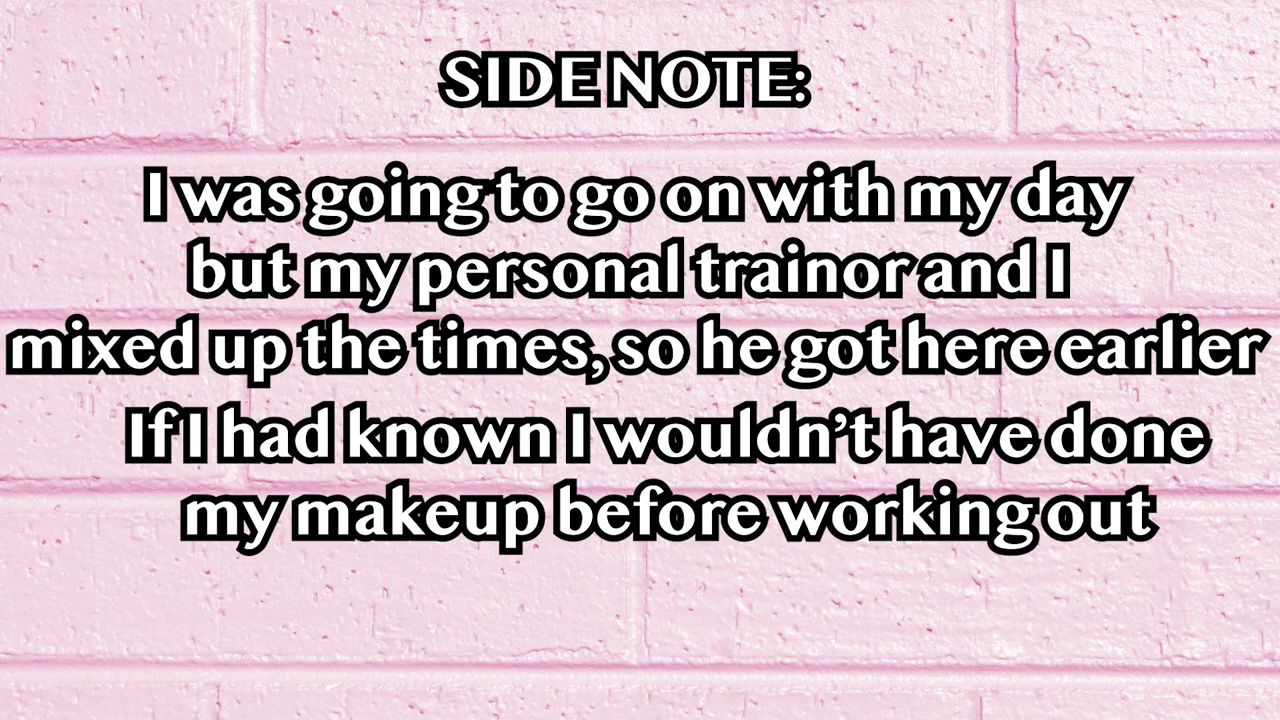 SIDE NOTE:
I was going to go on with my day
but my personal trainor and I
mixed up the times, so he got here earlier
If I had known I wouldn't have done
my makeup before working out